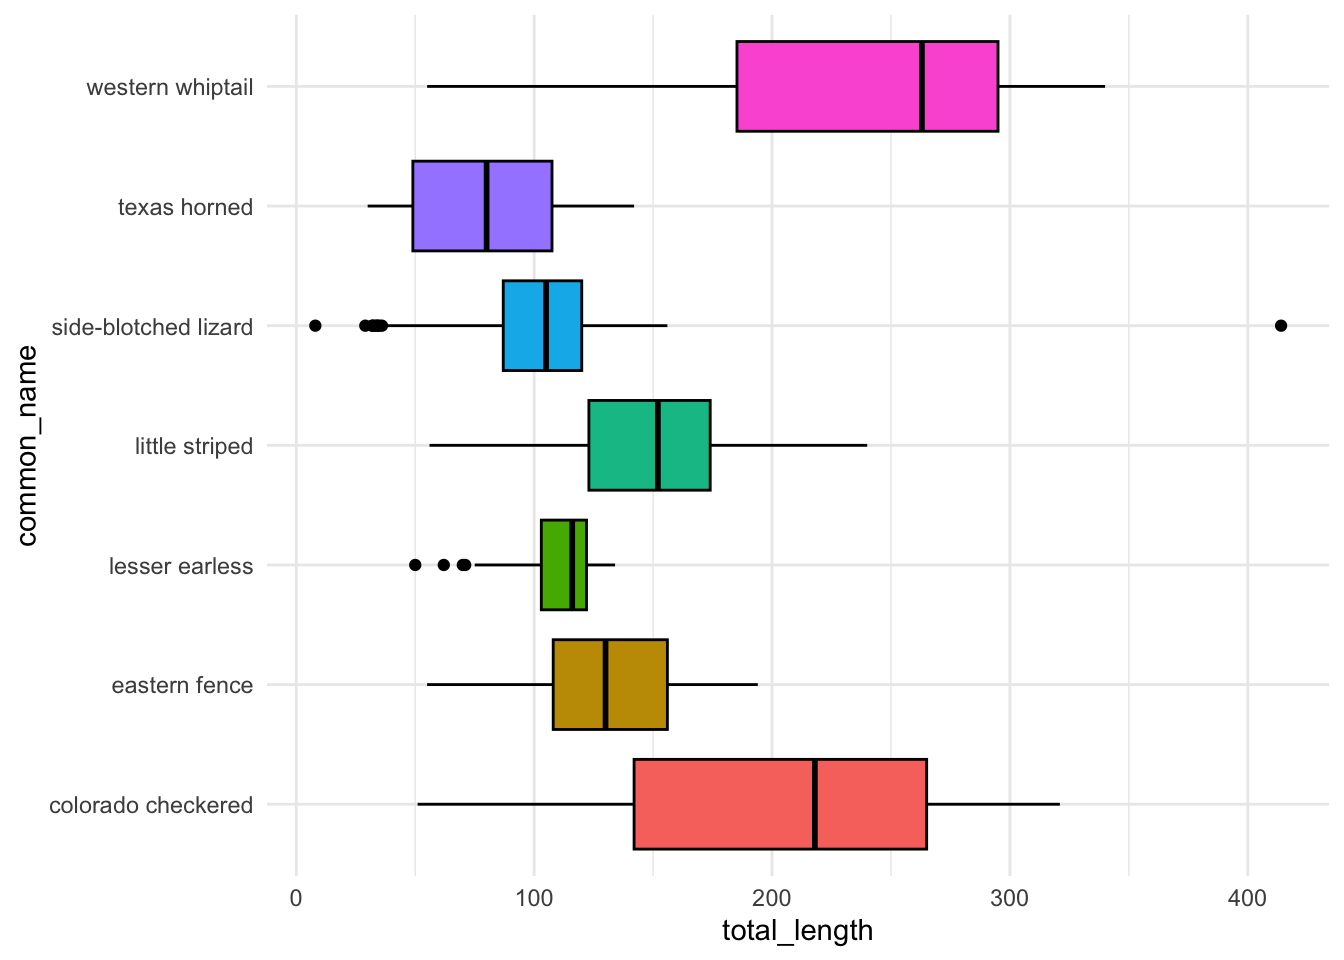 common_name
western whiptail
texas horned
side-blotched lizard
little striped
lesser earless
eastern fence
colorado checkered
0 100 200 300 400
total_length